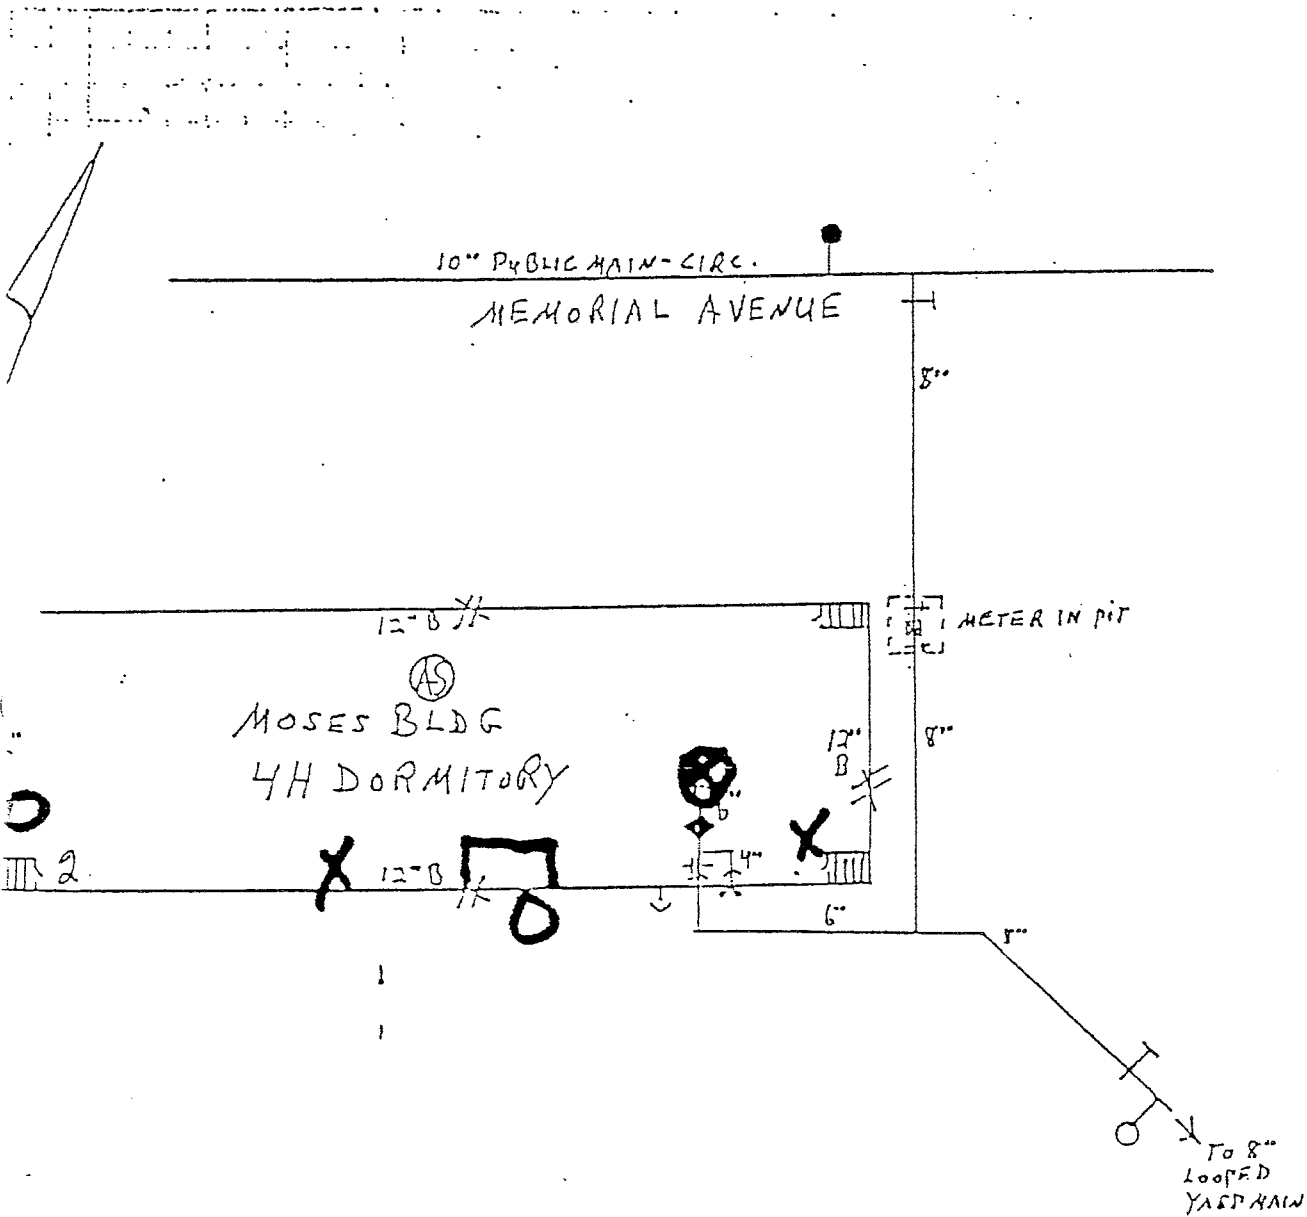 10" PUBLIC MAIN-CIRC.
MEMORIAL AVENUE
8"
12" B
METER IN PIT
AS
MOSES BLDG
4H DORMITORY
12"
B
8"
6"
2
12" B
4"
6"
8"
TO 8"
LOOPED
YARD MAIN